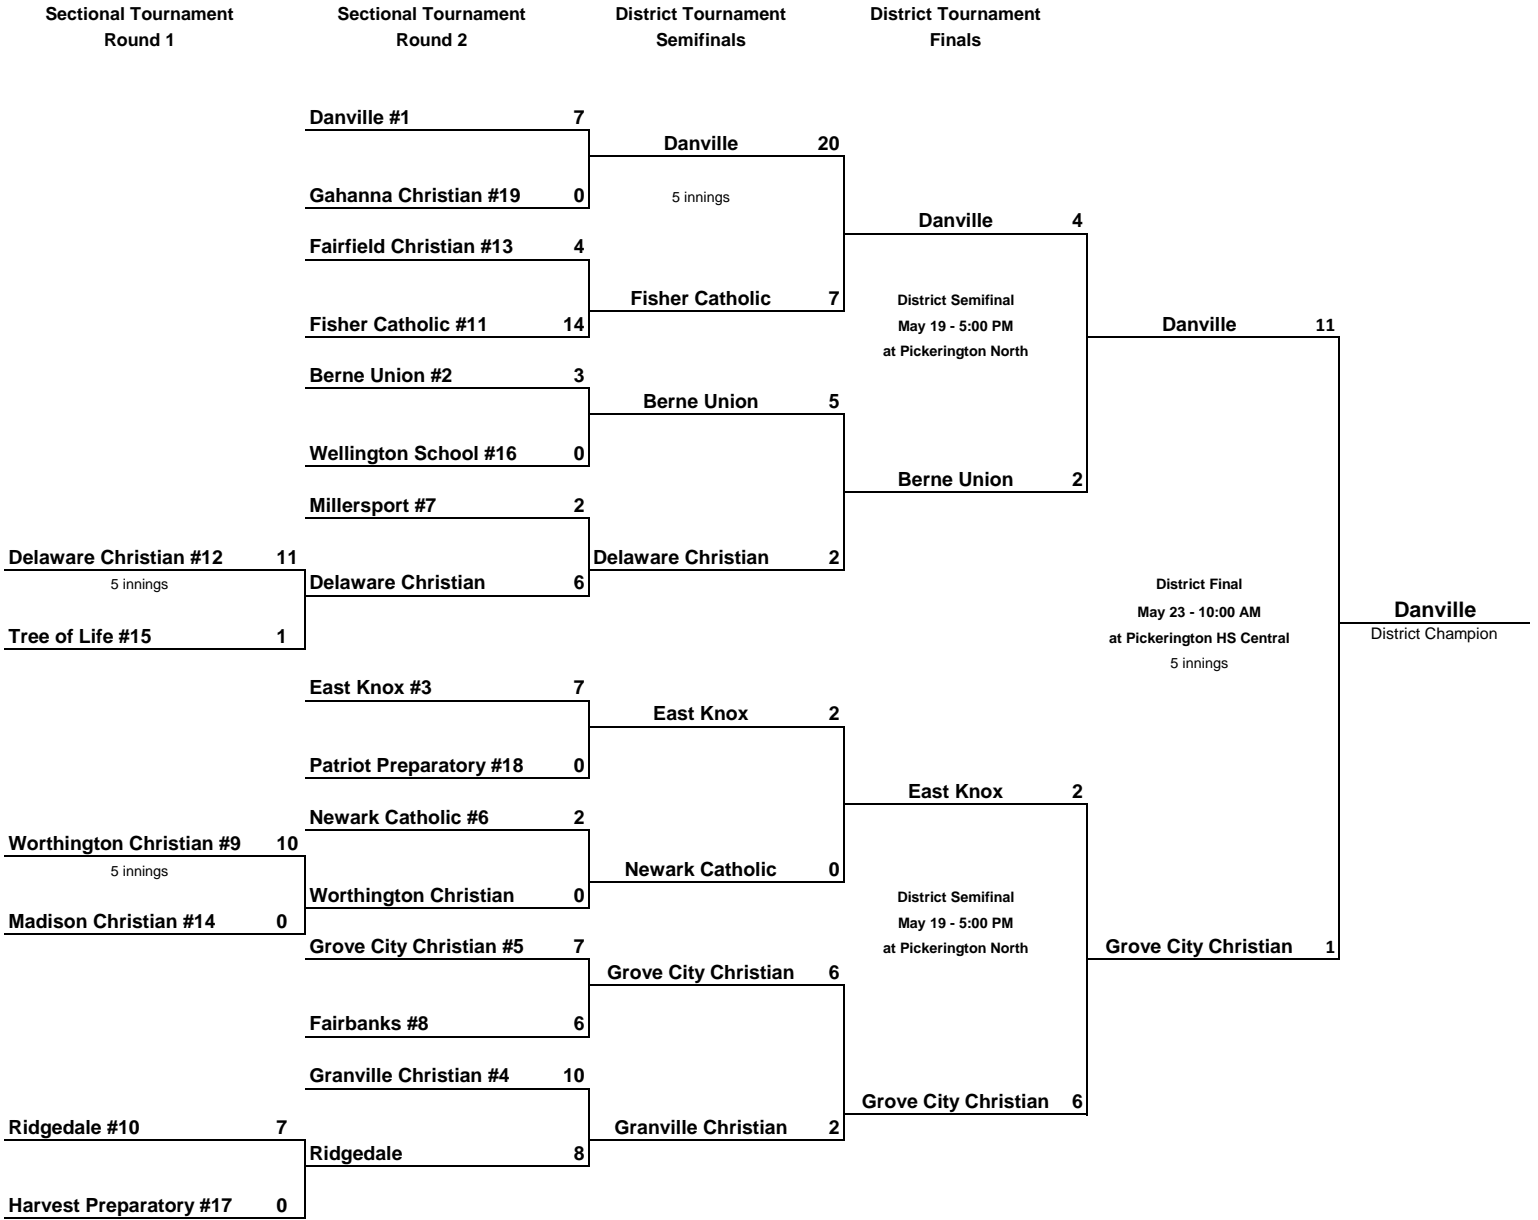 Sectional Tournament
Round 1
Sectional Tournament
Round 2
District Tournament
Semifinals
District Tournament
Finals
Danville #1 7
Danville 20
Gahanna Christian #19 0
5 innings
Danville 4
Fairfield Christian #13 4
Fisher Catholic 7
District Semifinal
May 19 - 5:00 PM
at Pickerington North
Fisher Catholic #11 14
Danville 11
Berne Union #2 3
Berne Union 5
Wellington School #16 0
Berne Union 2
Millersport #7 2
Delaware Christian #12 11
5 innings
Delaware Christian 6
Delaware Christian 2
Tree of Life #15 1
District Final
May 23 - 10:00 AM
at Pickerington HS Central
5 innings
Danville
District Champion
East Knox #3 7
East Knox 2
Patriot Preparatory #18 0
East Knox 2
Newark Catholic #6 2
Worthington Christian #9 10
5 innings
Newark Catholic 0
Worthington Christian 0
Madison Christian #14 0
District Semifinal
May 19 - 5:00 PM
at Pickerington North
Grove City Christian #5 7
Grove City Christian 1
Grove City Christian 6
Fairbanks #8 6
Granville Christian #4 10
Grove City Christian 6
Ridgedale #10 7
Granville Christian 2
Ridgedale 8
Harvest Preparatory #17 0